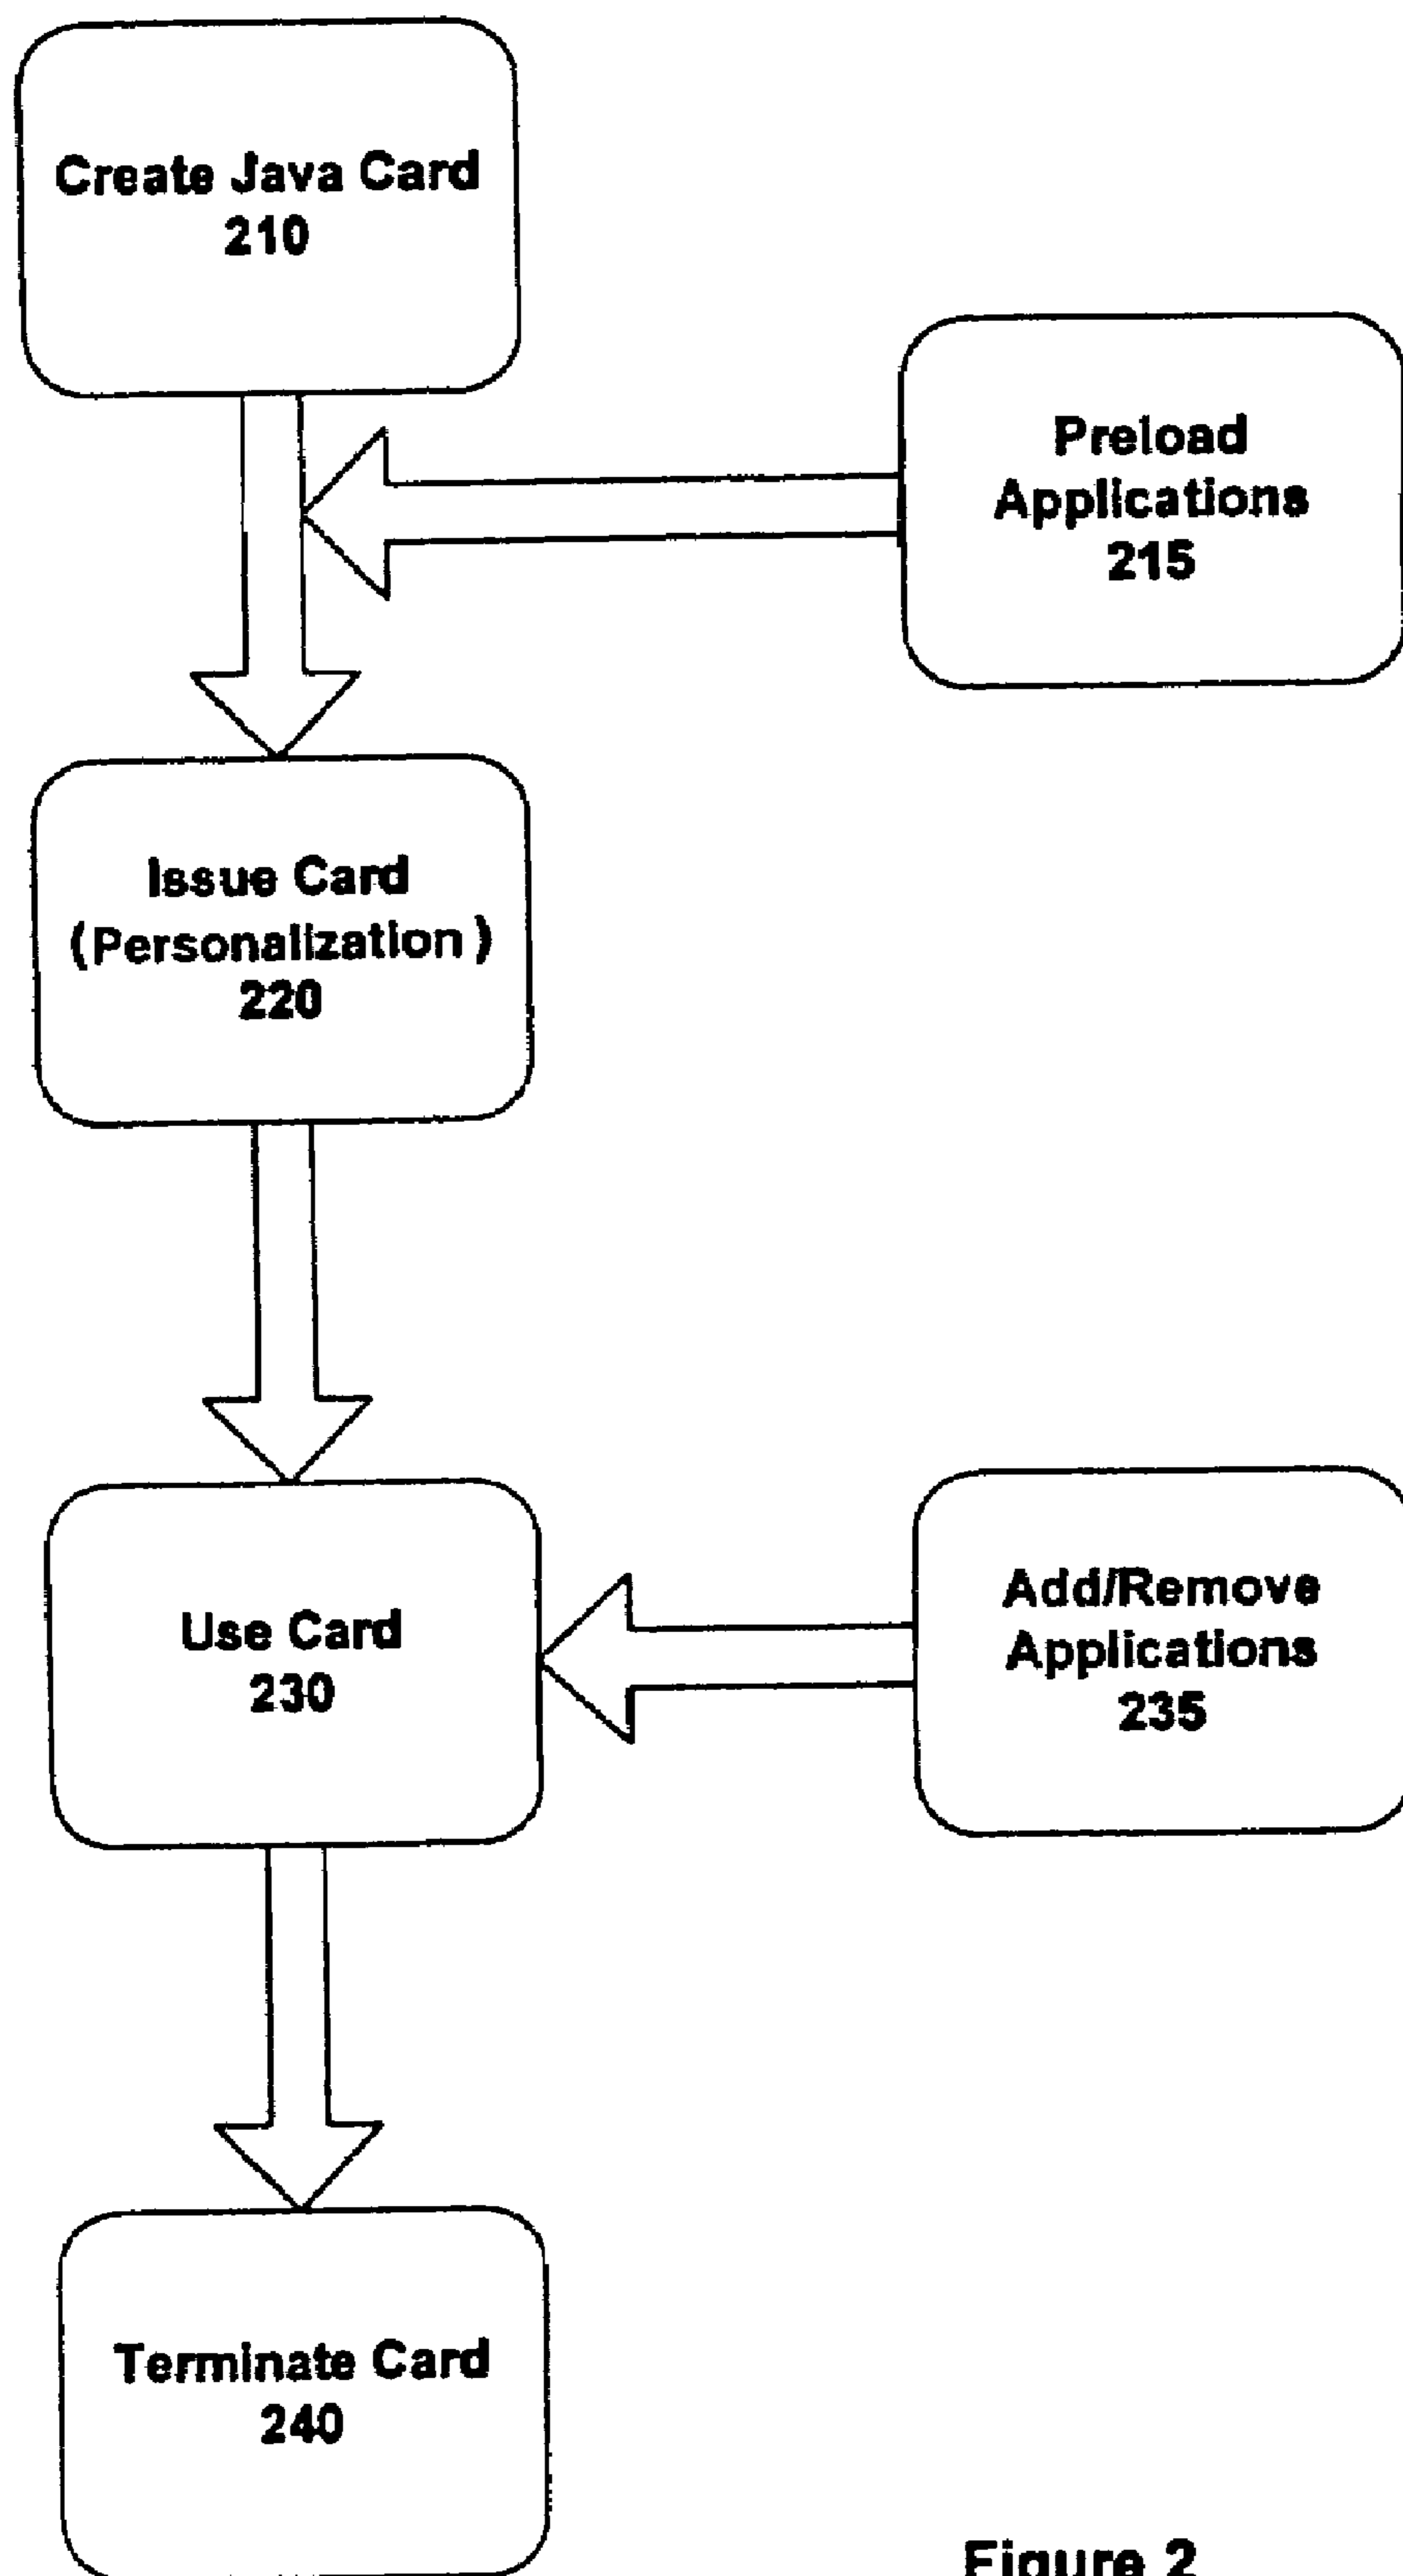 Create Java Card
210
Preload
Applications
215
Issue Card
(Personalization)
220
Use Card
230
Add/Remove
Applications
235
Terminate Card
240
Figure 2